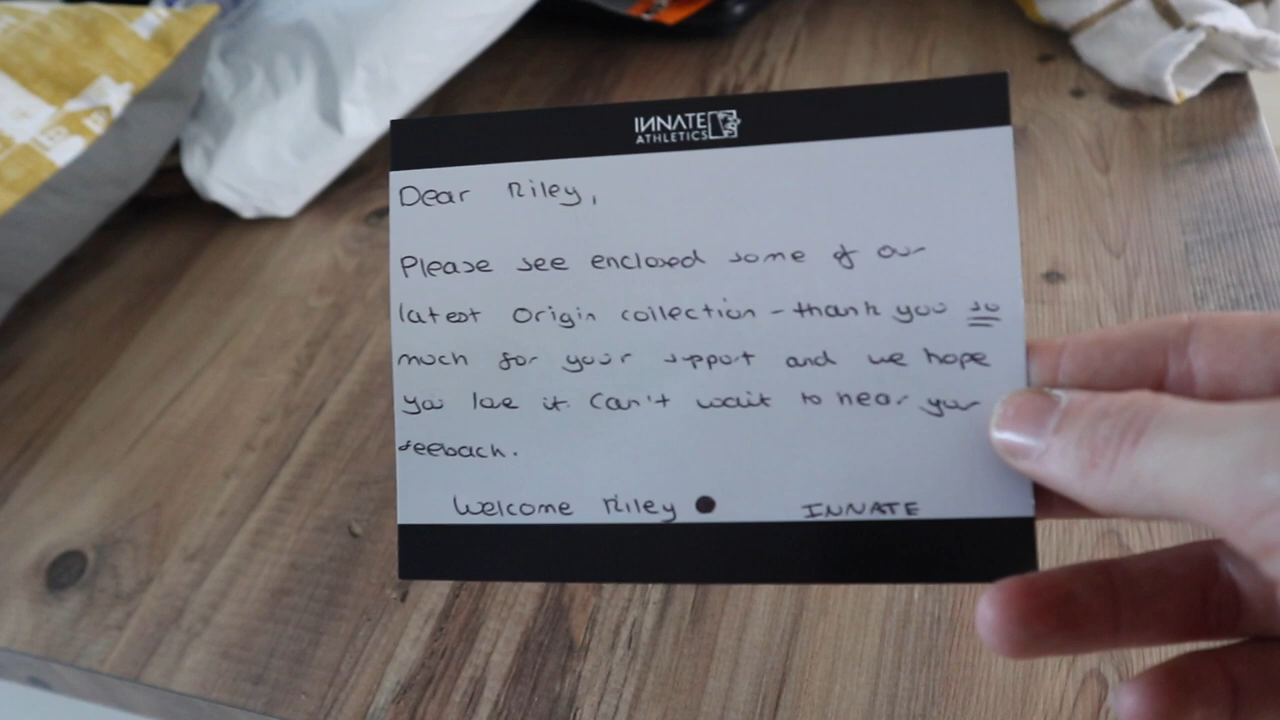 INNATE
ATHLETICS
Dear Riley,
Please see enclosed some of our
latest Origin collection - thank you so
much for your support and we hope
you love it. Can't wait to hear your
feeback.
Welcome Riley
INNATE